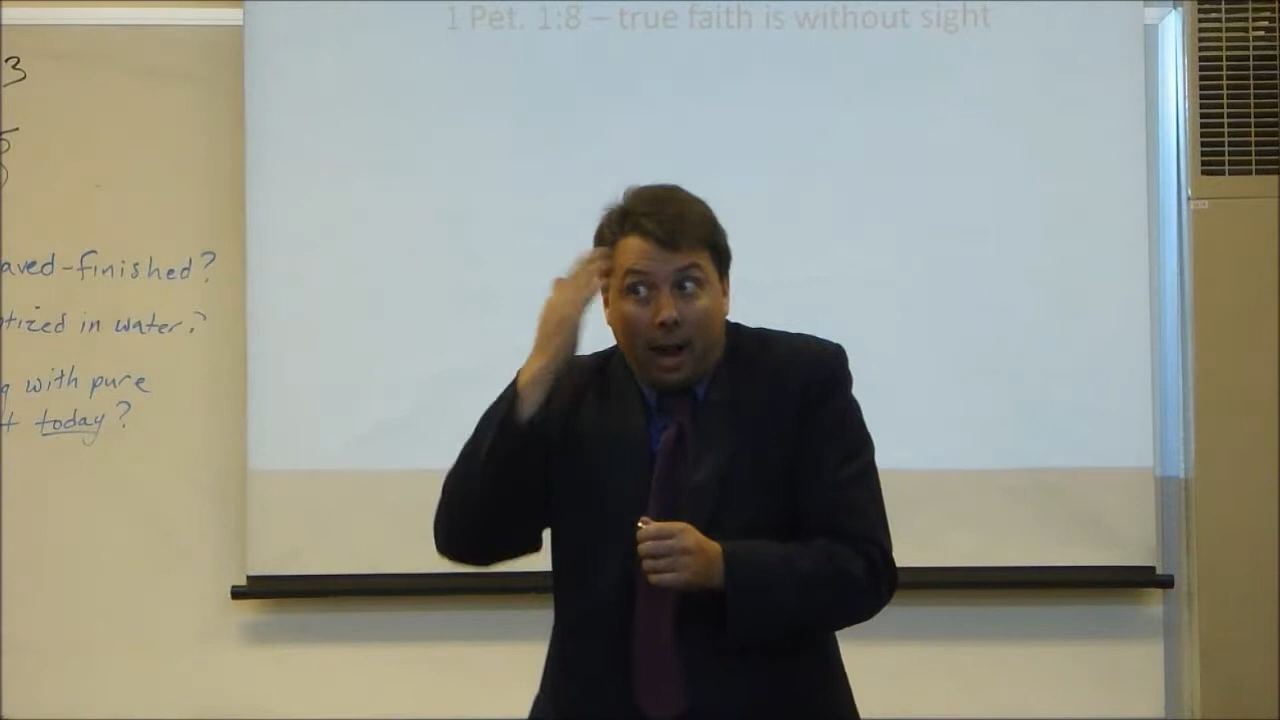 1 Pet. 1:8 – true faith is without sight
3
aved-finished?
tized in water?
with pure
today?